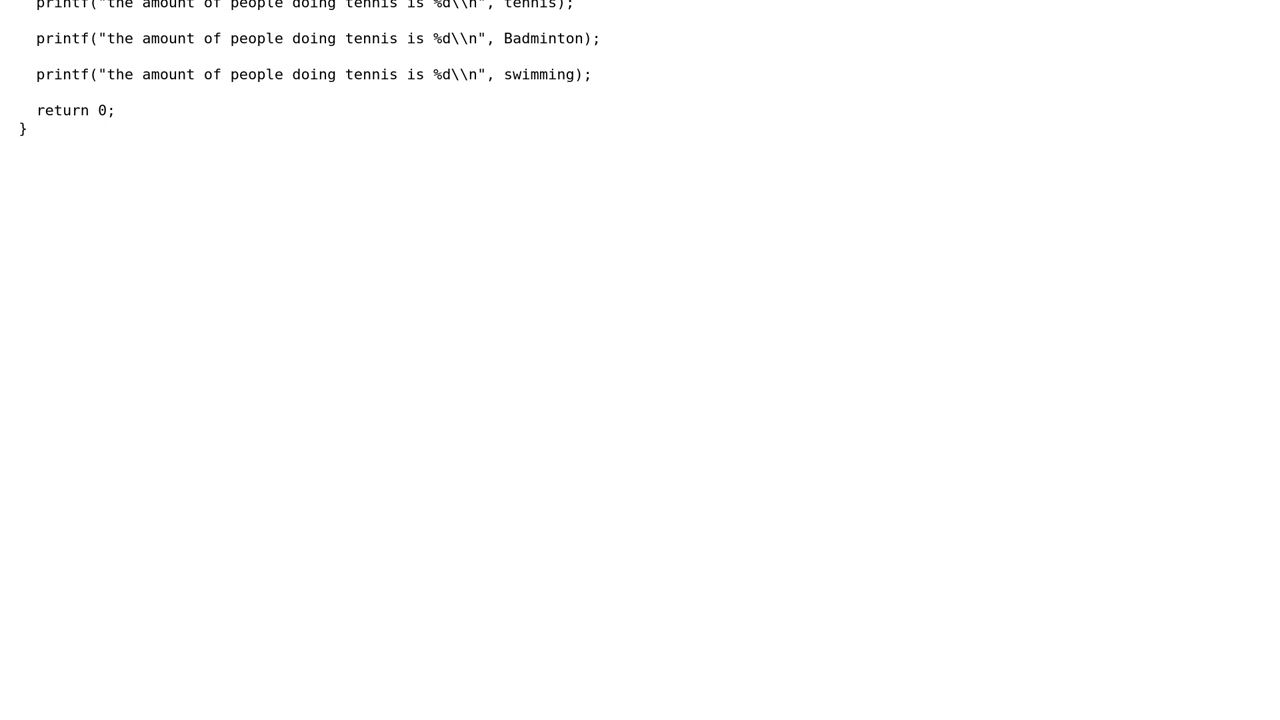 printf("the amount of people doing tennis is %d\\n", tennis);
printf("the amount of people doing tennis is %d\\n", Badminton);
printf("the amount of people doing tennis is %d\\n", swimming);
return 0;
}